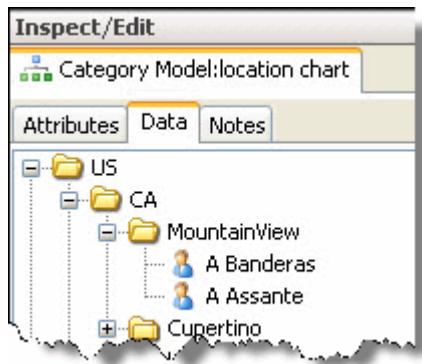 Inspect/Edit
Category Model:location chart
Attributes Data Notes
US
CA
MountainView
A Banderas
A Assante
Cupertino